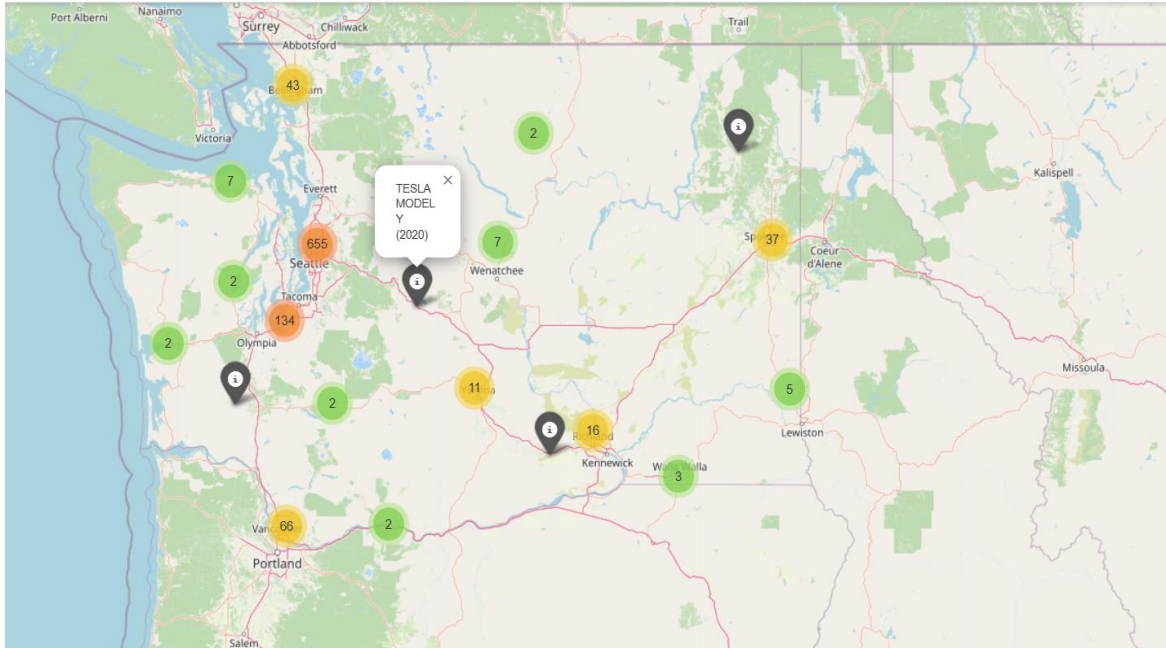 Nanaimo
Port Alberni
Surrey
Chilliwack
Abbotsford
Trail
43
Victoria
2
i
Kalispell
7
Everett
TESLA
MODEL
Y
(2020)
×
655
Seattle
7
Wenatchee
37
Coeur
d'Alene
2
i
Tacoma
134
Olympia
2
Missoula
i
2
11
5
Lewiston
i
16
Kennewick
Walla Walla
3
66
2
Portland
Salem